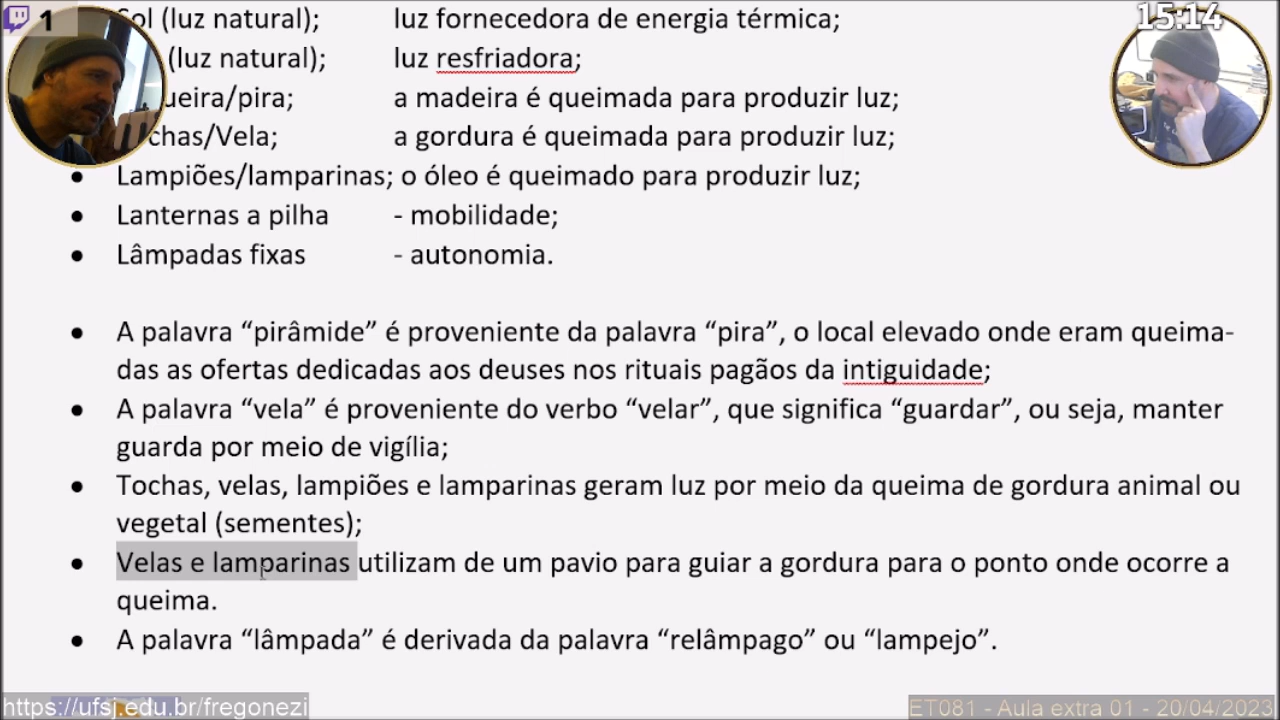 1
15:14
Sol (luz natural); luz fornecedora de energia térmica;
(luz natural); luz resfriadora;
ueira/pira; a madeira é queimada para produzir luz;
chas/Vela; a gordura é queimada para produzir luz;
• Lampiões/lamparinas; o óleo é queimado para produzir luz;
• Lanternas a pilha - mobilidade;
• Lâmpadas fixas - autonomia.
• A palavra “pirâmide” é proveniente da palavra “pira”, o local elevado onde eram queima-
das as ofertas dedicadas aos deuses nos rituais pagãos da intiguidade;
• A palavra “vela” é proveniente do verbo “velar”, que significa “guardar”, ou seja, manter
guarda por meio de vigília;
• Tochas, velas, lampiões e lamparinas geram luz por meio da queima de gordura animal ou
vegetal (sementes);
• Velas e lamparinas utilizam de um pavio para guiar a gordura para o ponto onde ocorre a
queima.
• A palavra “lâmpada” é derivada da palavra “relâmpago” ou “lampejo”.
https://ufsj.edu.br/fregonezi
ET081 - Aula extra 01 - 20/04/2023